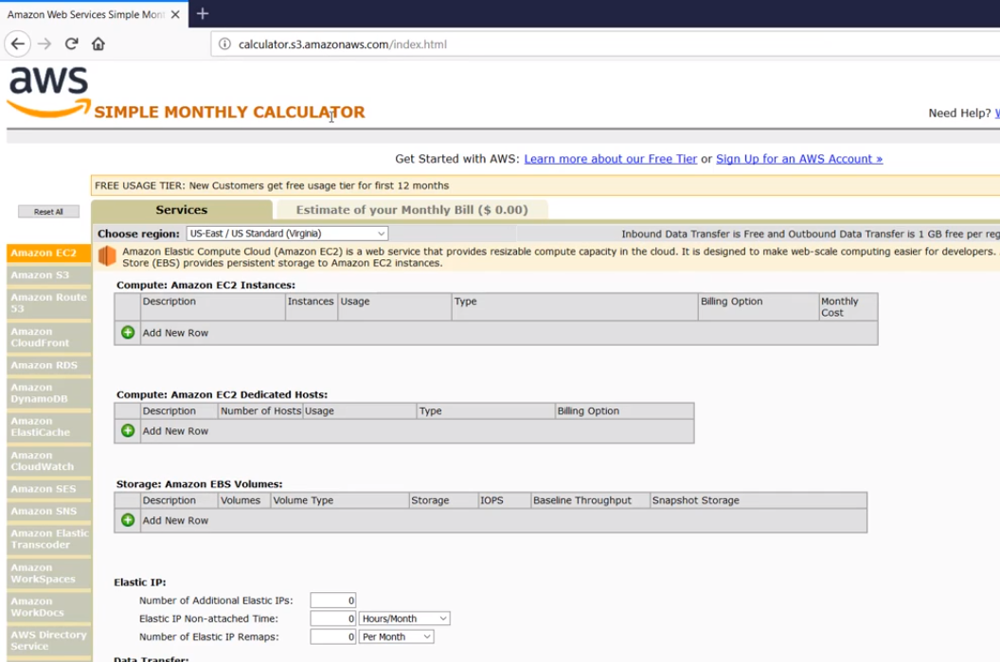 Amazon Web Services Simple Mont
calculator.s3.amazonaws.com/index.html
aws
SIMPLE MONTHLY CALCULATOR
Need Help?
Get Started with AWS: Learn more about our Free Tier or Sign Up for an AWS Account »
FREE USAGE TIER: New Customers get free usage tier for first 12 months
Reset All
Services
Estimate of your Monthly Bill ($ 0.00)
Choose region: US-East / US Standard (Virginia)
Inbound Data Transfer is Free and Outbound Data Transfer is 1 GB free per reg
Amazon EC2
Amazon S3
Amazon Route
53
Amazon
CloudFront
Amazon RDS
Amazon
DynamoDB
Amazon
ElastiCache
Amazon
CloudWatch
Amazon SES
Amazon SNS
Amazon Elastic
Transcoder
Amazon
WorkSpaces
Amazon
WorkDocs
AWS Directory
Service
Amazon Elastic Compute Cloud (Amazon EC2) is a web service that provides resizable compute capacity in the cloud. It is designed to make web-scale computing easier for developers.
Store (EBS) provides persistent storage to Amazon EC2 instances.
Compute: Amazon EC2 Instances:
Description Instances Usage Type Billing Option Monthly
Cost
Add New Row
Compute: Amazon EC2 Dedicated Hosts:
Description Number of Hosts Usage Type Billing Option
Add New Row
Storage: Amazon EBS Volumes:
Description Volumes Volume Type Storage IOPS Baseline Throughput Snapshot Storage
Add New Row
Elastic IP:
Number of Additional Elastic IPs: 0
Elastic IP Non-attached Time: 0 Hours/Month
Number of Elastic IP Remaps: 0 Per Month
Data Transfer: